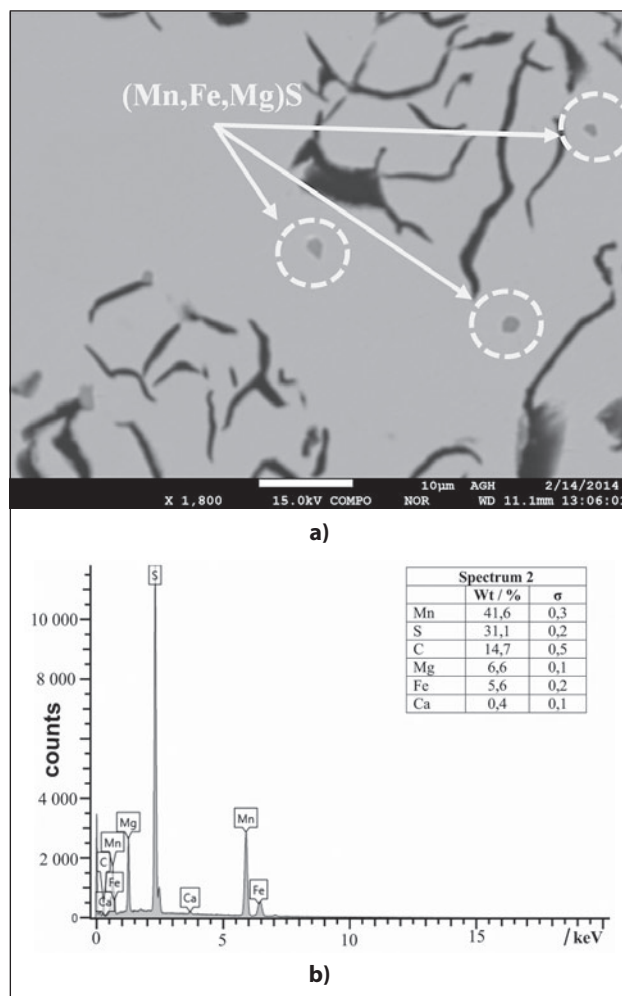 (Mn,Fe,Mg)S
10μm AGH 2/14/2014
X 1,800 15.0kV COMPO NOR WD 11.1mm 13:06:01
a)
counts
10 000
8 000
4 000
2 000
0
S
Mg
Mn
C
Fe
Ca
Ca
Mn
Fe
0 5 10 15 / keV
Spectrum 2
Wt / % σ
Mn 41,6 0,3
S 31,1 0,2
C 14,7 0,5
Mg 6,6 0,1
Fe 5,6 0,2
Ca 0,4 0,1
b)